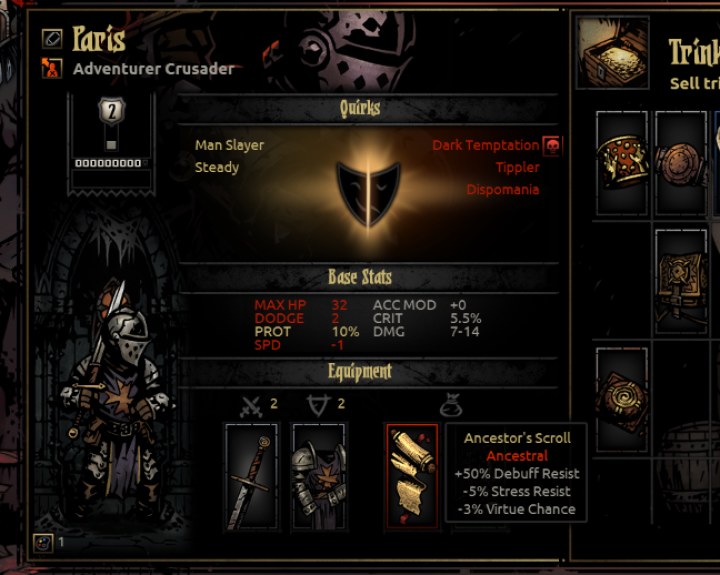 Paris
Adventurer Crusader
2
Quirks
Man Slayer
Dark Temptation
Steady
Tippler
Dispomania
Base Stats
MAX HP 32 ACC MOD +0
DODGE 2 CRIT 5.5%
PROT 10% DMG 7-14
SPD -1
Equipment
2 2
Ancestor's Scroll
Ancestral
+50% Debuff Resist
-5% Stress Resist
-3% Virtue Chance
1
Trink
Sell tri